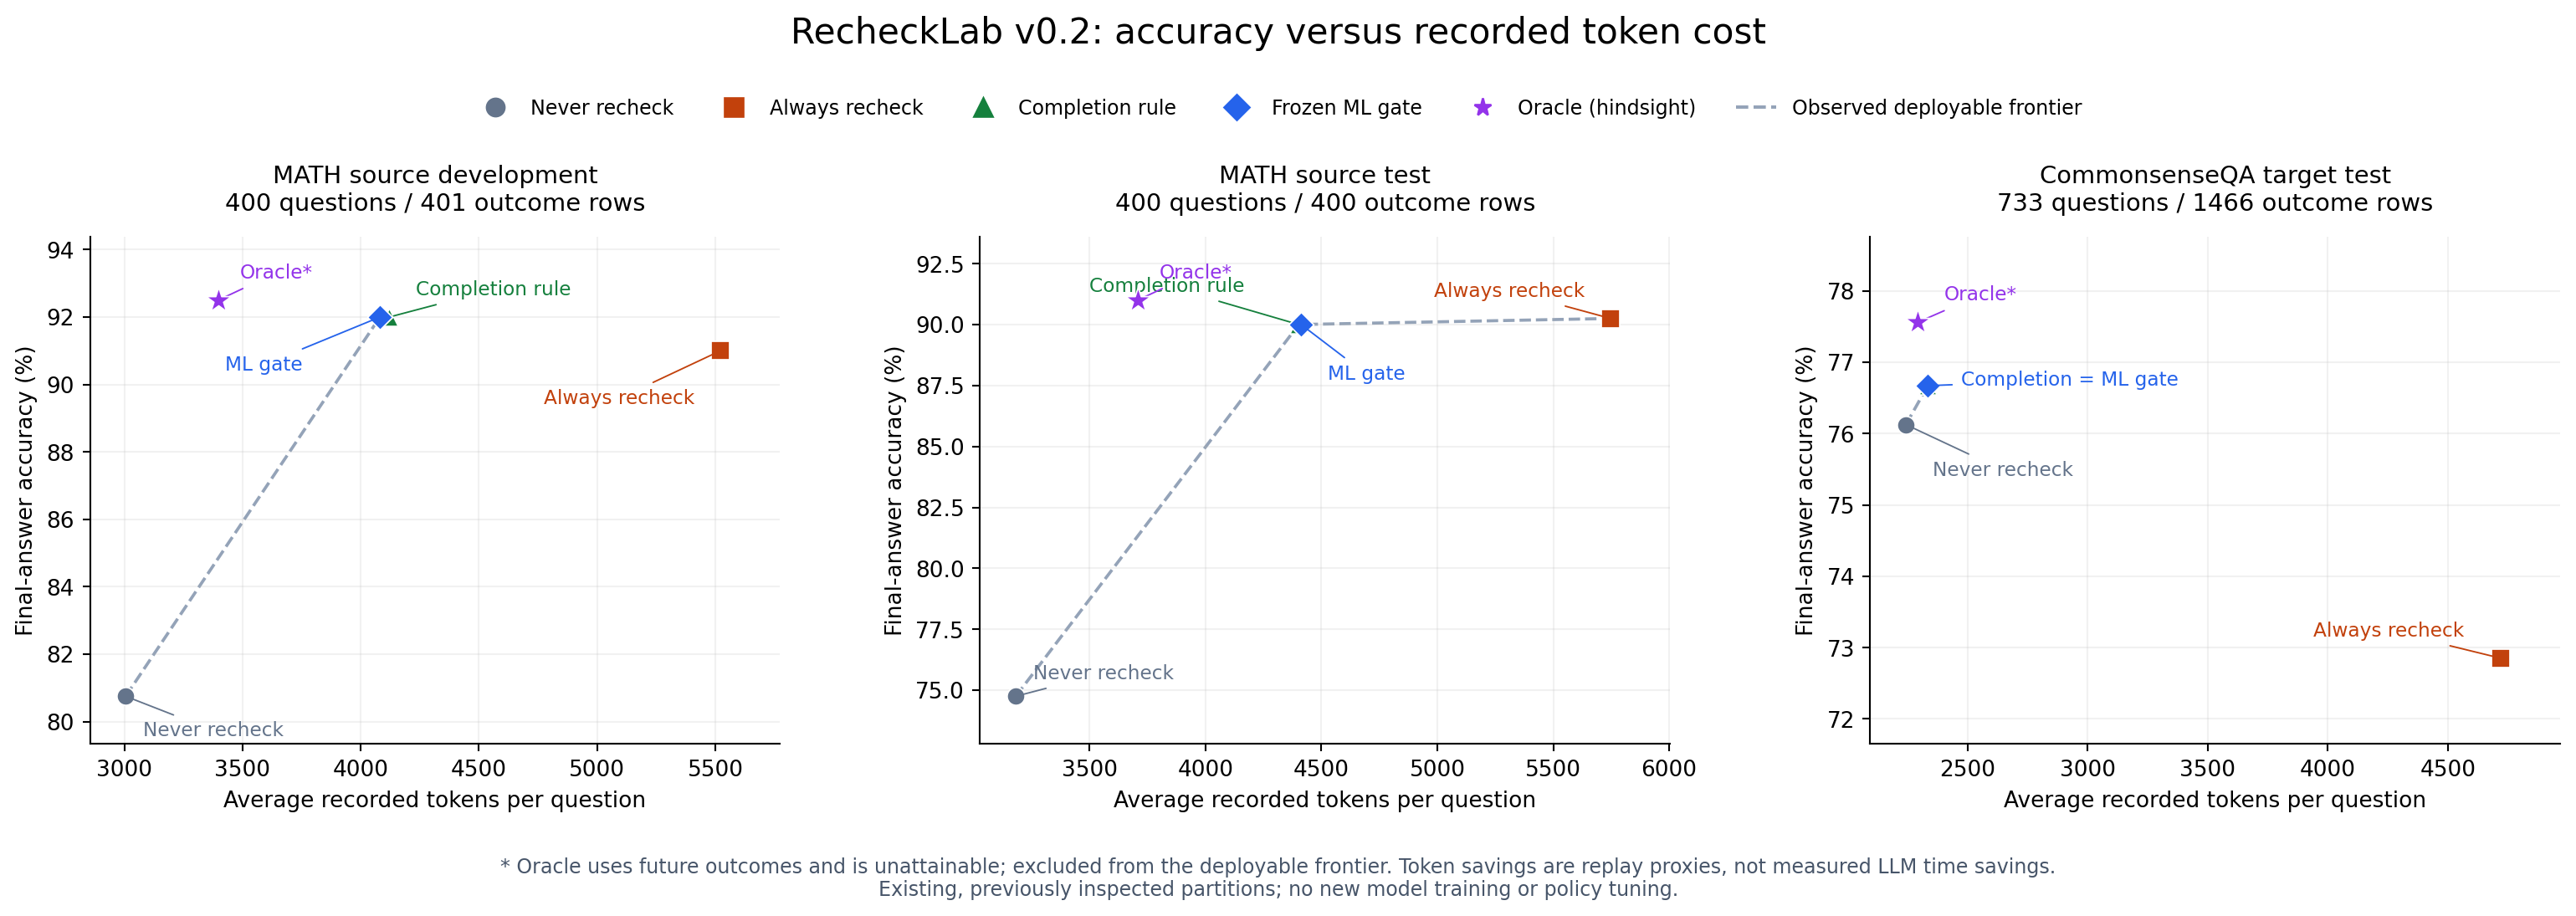 RecheckLab v0.2: accuracy versus recorded token cost
Never recheck
Always recheck
Completion rule
Frozen ML gate
Oracle (hindsight)
Observed deployable frontier
MATH source development
400 questions / 401 outcome rows
Final-answer accuracy (%)
94
92
90
88
86
84
82
80
Oracle*
Completion rule
ML gate
Always recheck
Never recheck
3000
3500
4000
4500
5000
5500
Average recorded tokens per question
MATH source test
400 questions / 400 outcome rows
Final-answer accuracy (%)
92.5
90.0
87.5
85.0
82.5
80.0
77.5
75.0
Oracle*
Completion rule
Always recheck
ML gate
Never recheck
3500
4000
4500
5000
5500
6000
Average recorded tokens per question
CommonsenseQA target test
733 questions / 1466 outcome rows
Final-answer accuracy (%)
78
77
76
75
74
73
72
Oracle*
Completion = ML gate
Never recheck
Always recheck
2500
3000
3500
4000
4500
Average recorded tokens per question
* Oracle uses future outcomes and is unattainable; excluded from the deployable frontier. Token savings are replay proxies, not measured LLM time savings.
Existing, previously inspected partitions; no new model training or policy tuning.